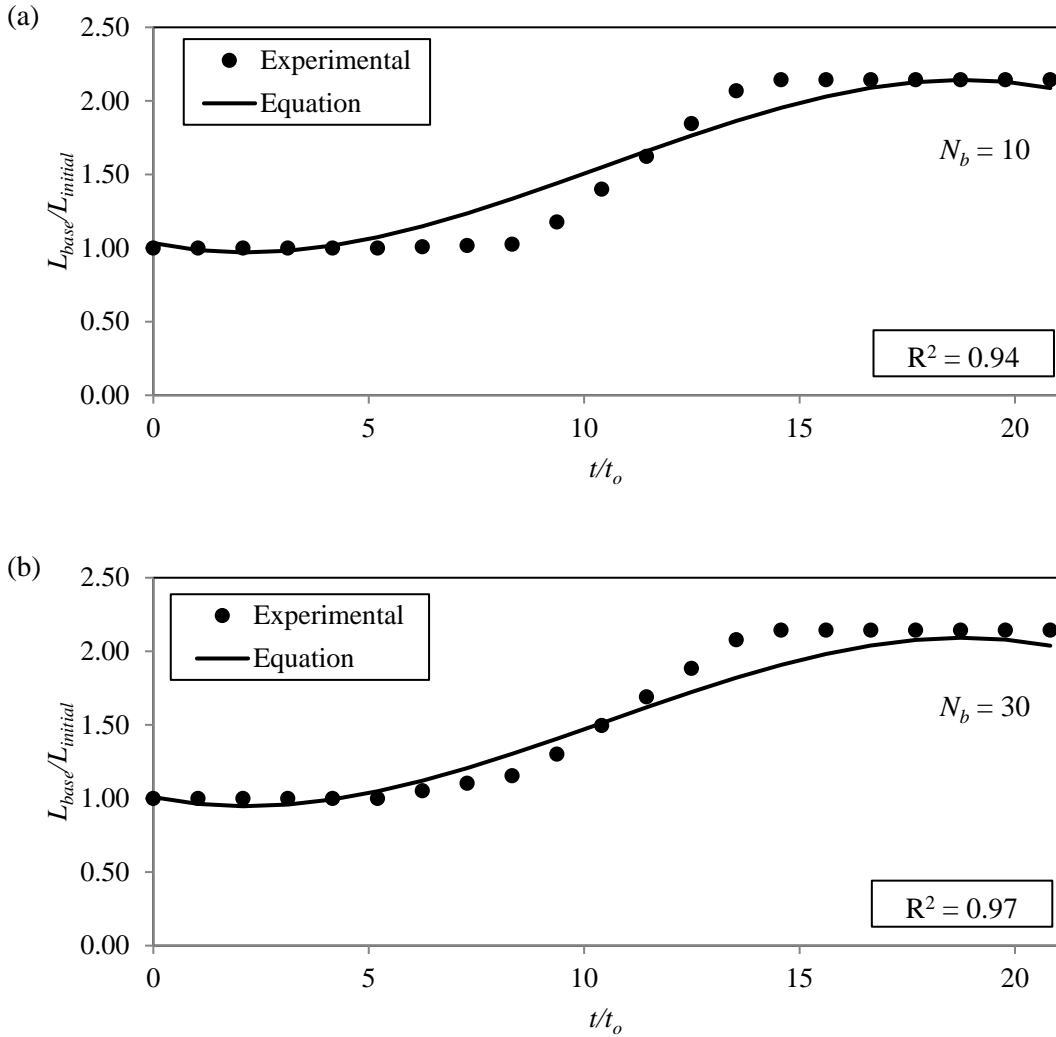 (a)
2.50
Experimental
Equation
2.00
N_b = 10
1.50
L_base/L_initial
1.00
0.50
R² = 0.94
0.00
0 5 10 15 20
t/t_o
(b)
2.50
Experimental
Equation
2.00
N_b = 30
1.50
L_base/L_initial
1.00
0.50
R² = 0.97
0.00
0 5 10 15 20
t/t_o